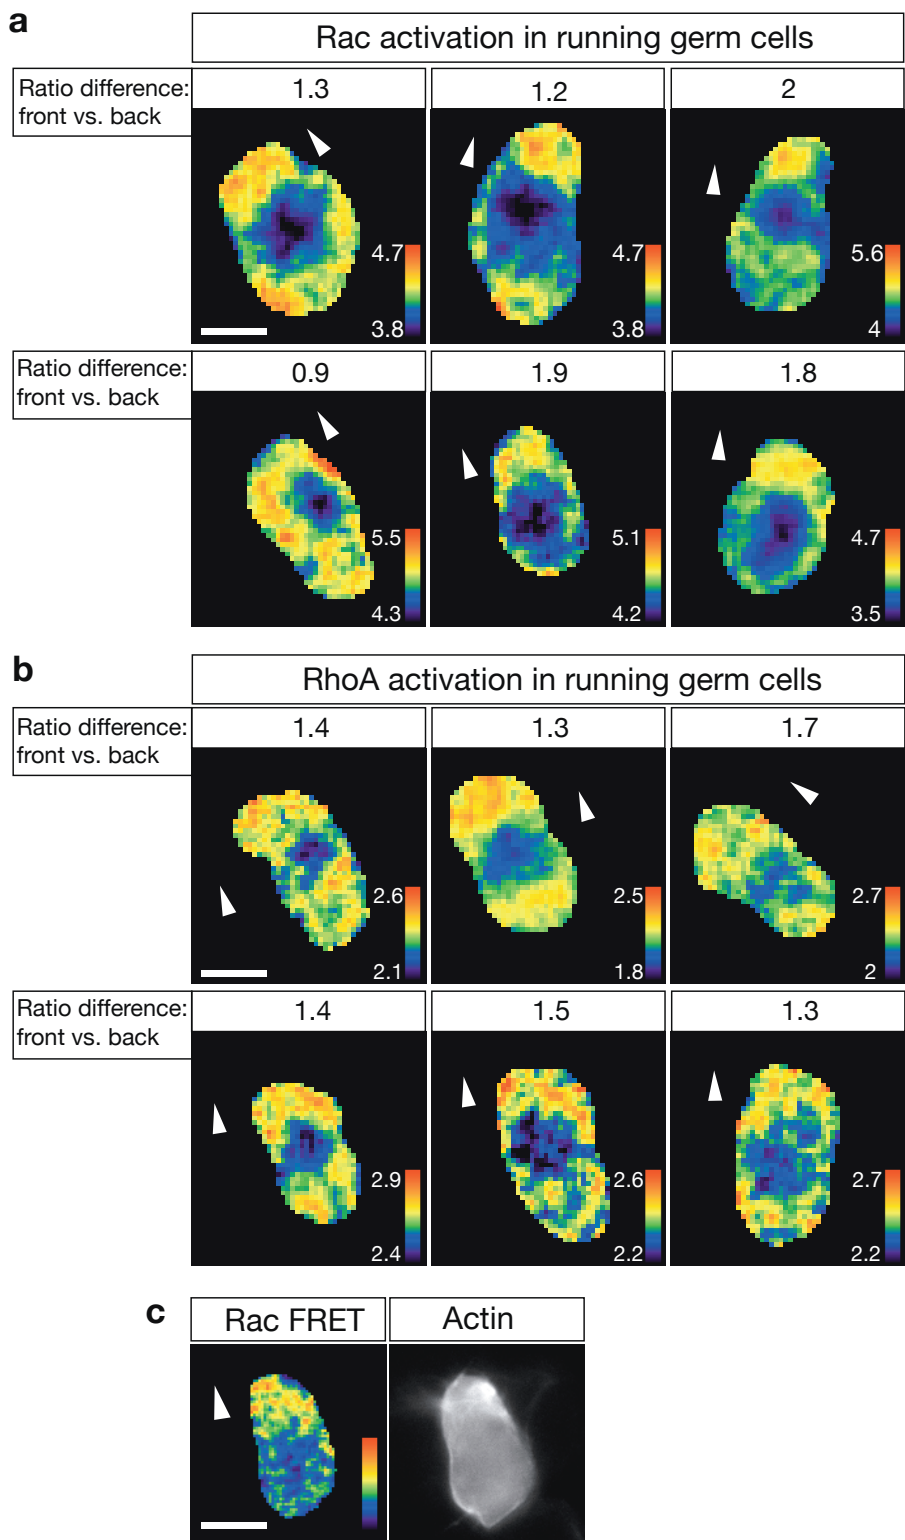 a
Rac activation in running germ cells
Ratio difference:
front vs. back
1.3
1.2
2
4.7
3.8
4.7
3.8
5.6
4
Ratio difference:
front vs. back
0.9
1.9
1.8
5.5
4.3
5.1
4.2
4.7
3.5
b
RhoA activation in running germ cells
Ratio difference:
front vs. back
1.4
1.3
1.7
2.6
2.1
2.5
1.8
2.7
2
Ratio difference:
front vs. back
1.4
1.5
1.3
2.9
2.4
2.6
2.2
2.7
2.2
c
Rac FRET
Actin